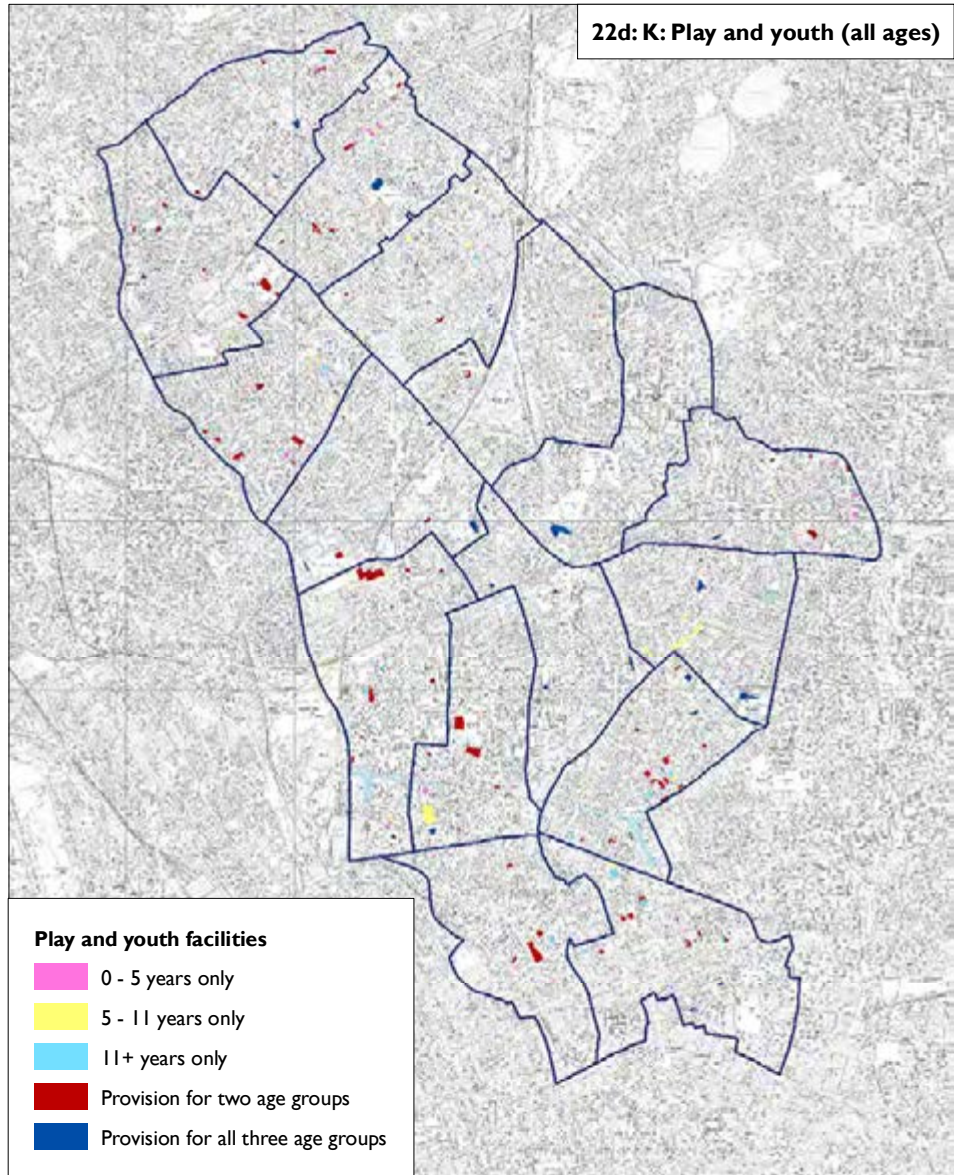 22d: K: Play and youth (all ages)
Play and youth facilities
0 - 5 years only
5 - 11 years only
11+ years only
Provision for two age groups
Provision for all three age groups